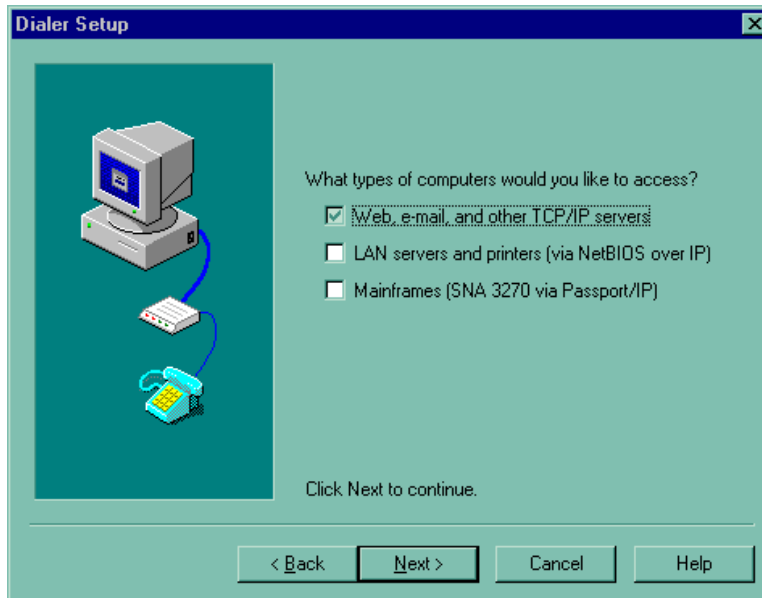 Dialer Setup
What types of computers would you like to access?
Web, e-mail, and other TCP/IP servers
LAN servers and printers (via NetBIOS over IP)
Mainframes (SNA 3270 via Passport/IP)
Click Next to continue.
< Back
Next >
Cancel
Help